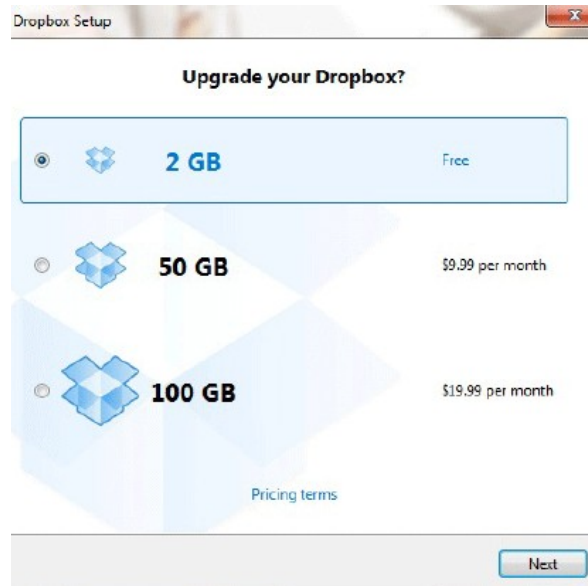 Dropbox Setup
Upgrade your Dropbox?
2 GB Free
50 GB $9.99 per month
100 GB $19.99 per month
Pricing terms
Next